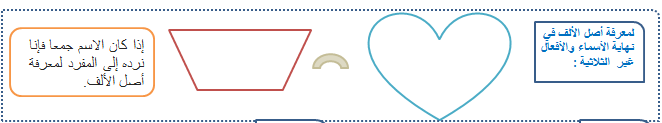 لمعرفة أصل الألف في
نهاية الأسماء والأفعال
غير الثلاثية :
إذا كان الاسم جمعا فإننا
نرده إلى المفرد لمعرفة
أصل الألف.